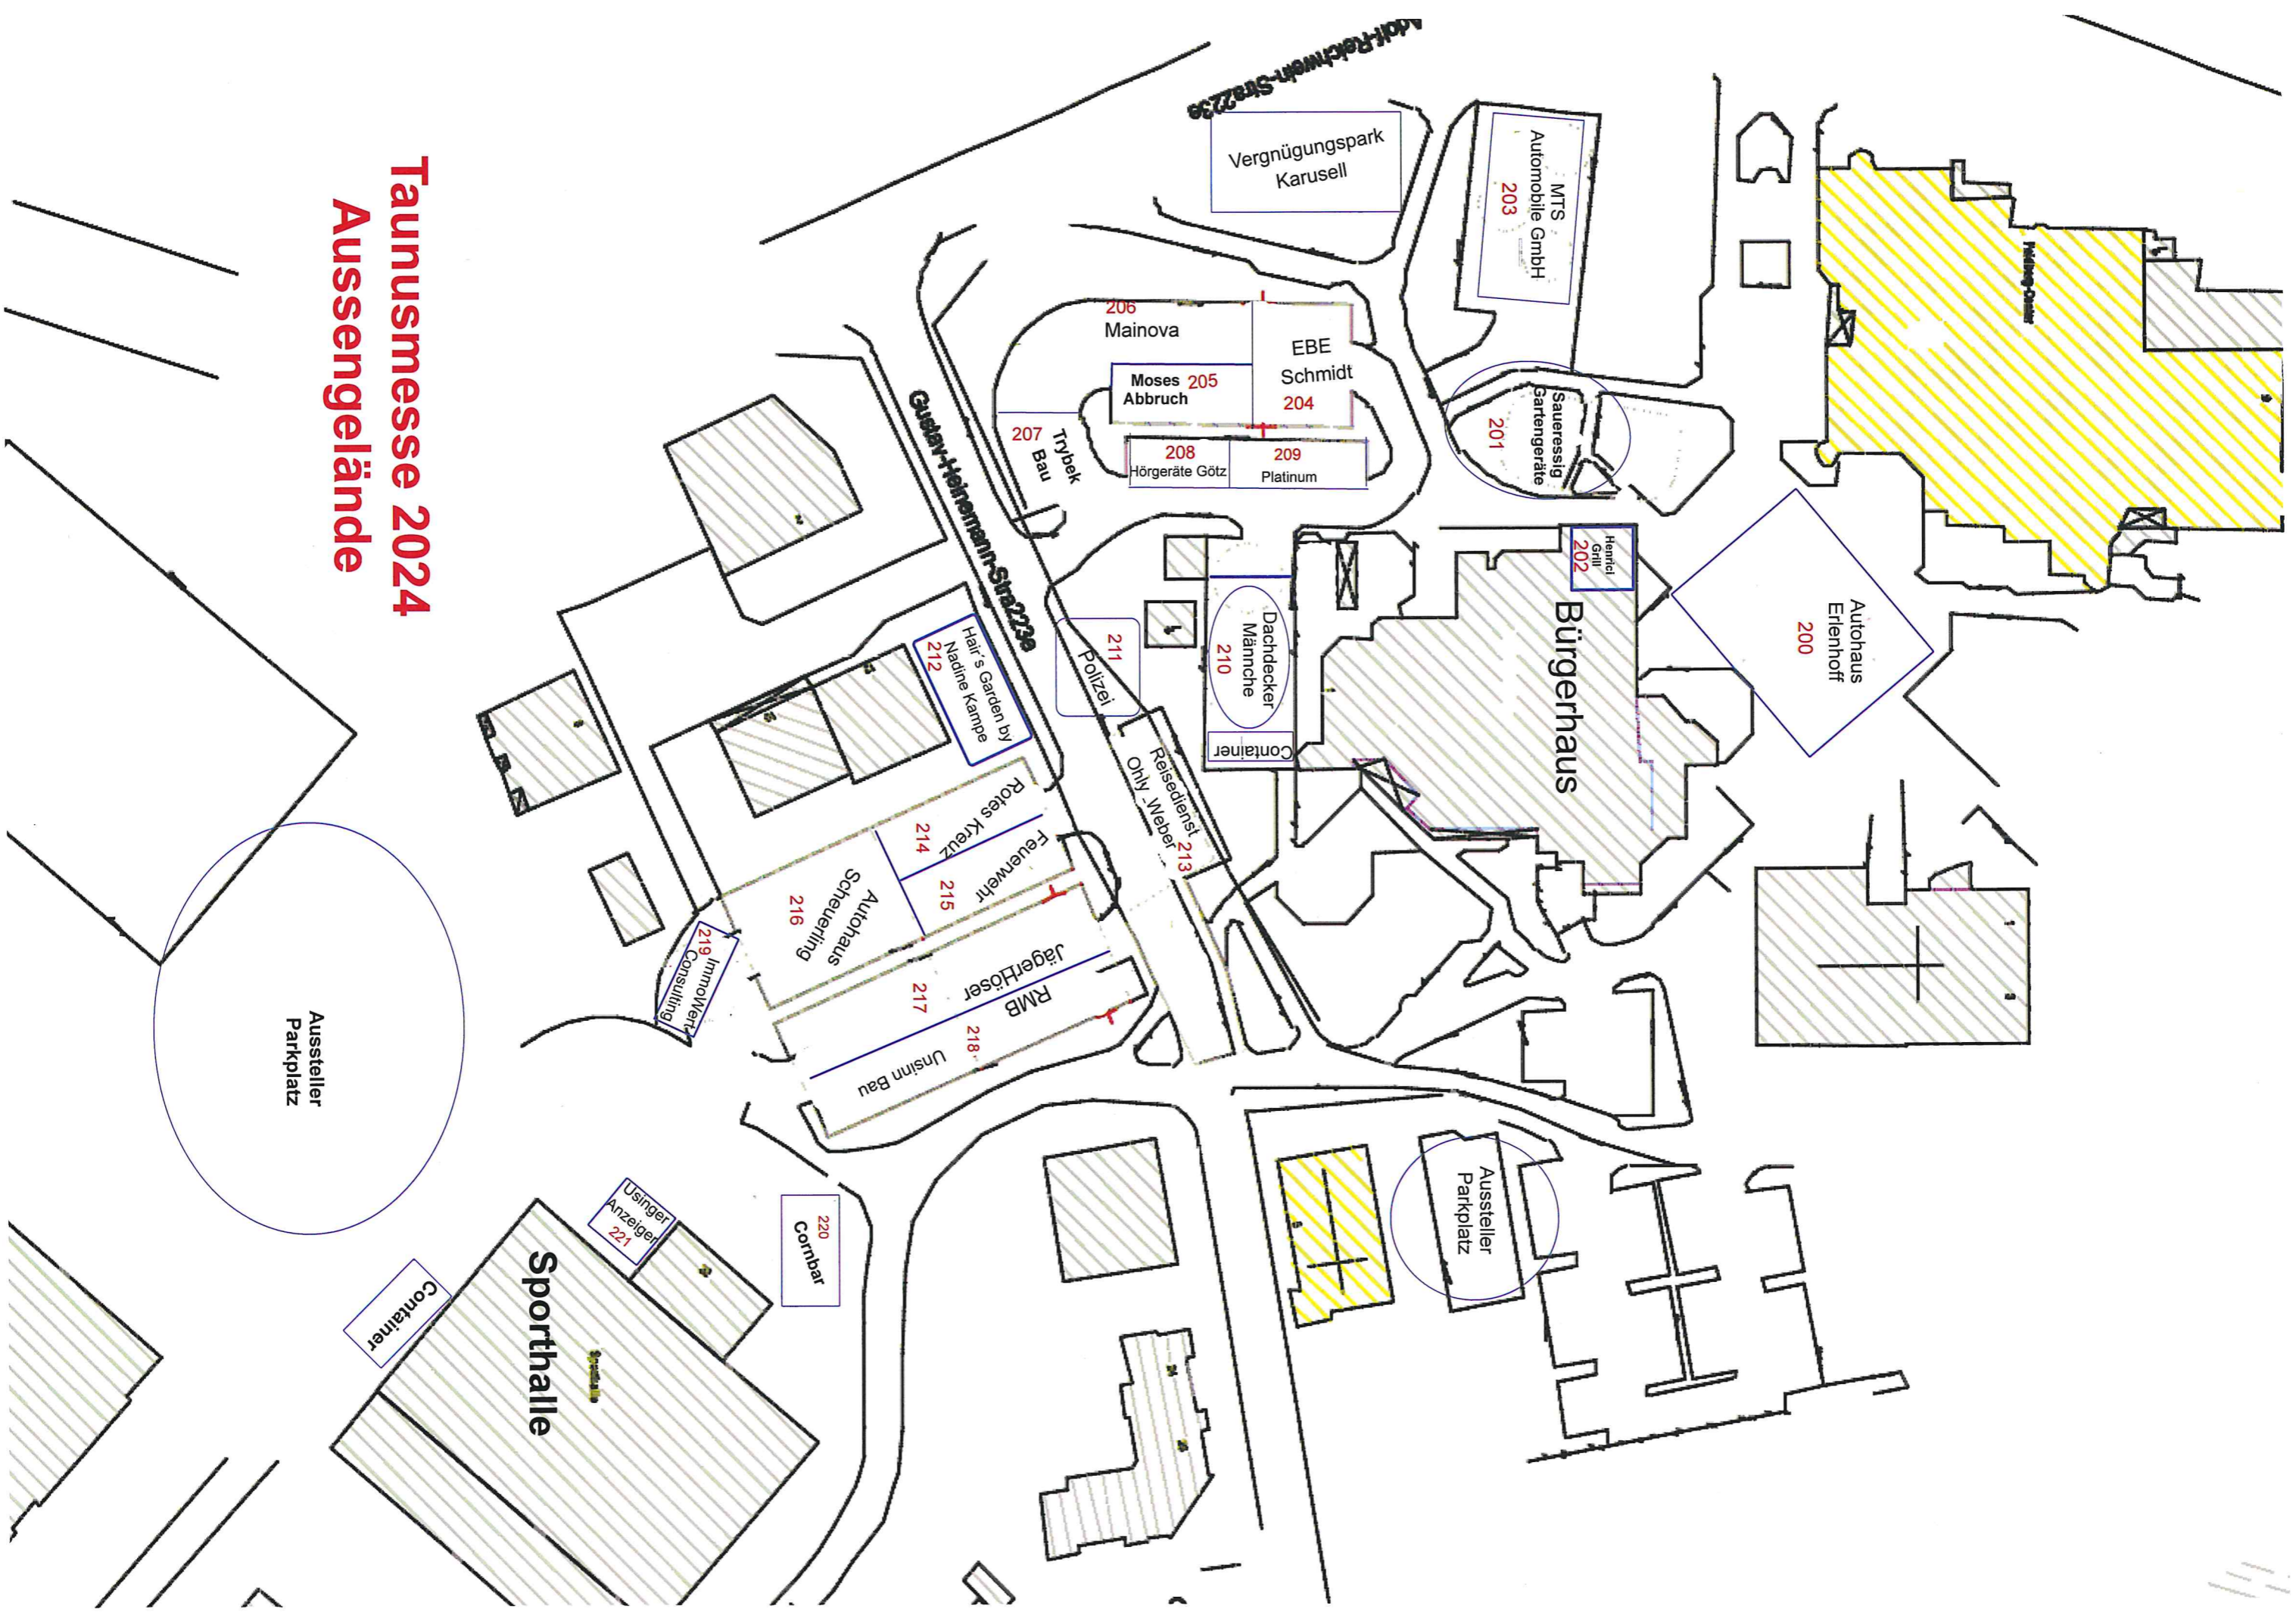 Taunusmesse 2024
Aussengelände
Adolf-Reichwein-Stra223e
Vergnügungspark
Karusell
MTS
Automobile GmbH
203
206
Mainova
EBE
Schmidt
204
Moses 205
Abbruch
Trybek
Bau
207
208
Hörgeräte Götz
209
Platinum
Saueressig
Gartengeräte
201
Henrici
Grill
202
Bürgerhaus
Autohaus
Erlenhoff
200
Gustav-Heinemann-Stra223e
Dachdecker
Männche
210
Container
211
Polizei
Hair´s Garden by
Nadine Kampe
212
Reisedienst
Ohly_Weber
213
Rotes Kreuz
214
Feuerwehr
215
Autohaus
Scheuerling
216
JägerHöser
217
RMB
218
Unsinn Bau
219 ImmoWert
Consulting
Aussteller
Parkplatz
Aussteller
Parkplatz
220
Cornbar
Usinger
Anzeiger
221
Container
Sporthalle
Sporthalle